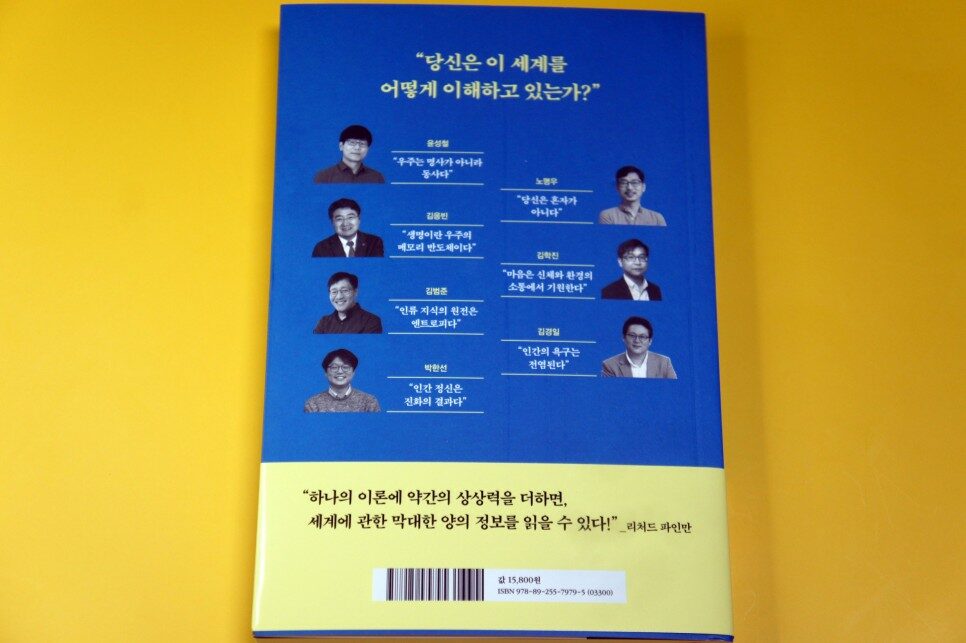 “당신은 이 세계를
어떻게 이해하고 있는가?”
윤성철
“우주는 명사가 아니라
동사다”
김응빈
“생명이란 우주의
메모리 반도체이다”
김범준
“인류 지식의 원전은
엔트로피다”
박한선
“인간 정신은
진화의 결과다”
노명우
“당신은 혼자가
아니다”
김학진
“마음은 신체와 환경의
소통에서 기원한다”
김경일
“인간의 욕구는
전염된다”
“하나의 이론에 약간의 상상력을 더하면,
세계에 관한 막대한 양의 정보를 읽을 수 있다!” _리처드 파인만
값 15,800원
ISBN 978-89-255-7979-5 (03300)